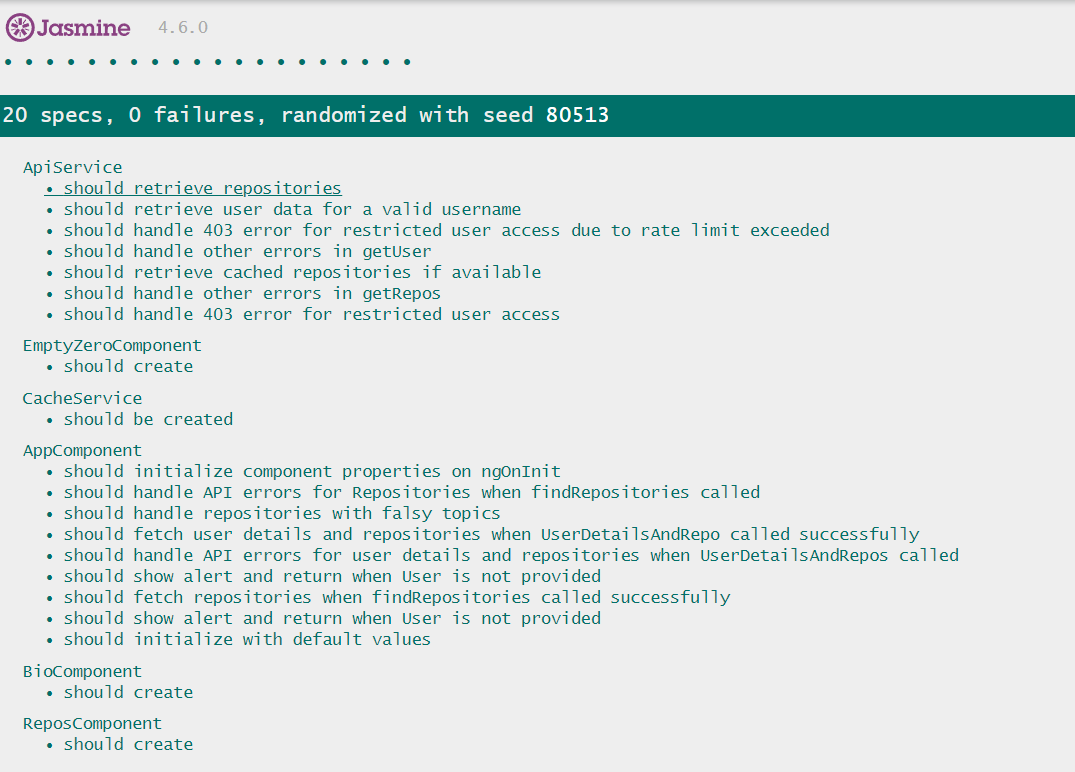 Jasmine 4.6.0
• • • • • • • • • • • • • • • • • • • •
20 specs, 0 failures, randomized with seed 80513
ApiService
• should retrieve repositories
• should retrieve user data for a valid username
• should handle 403 error for restricted user access due to rate limit exceeded
• should handle other errors in getUser
• should retrieve cached repositories if available
• should handle other errors in getRepos
• should handle 403 error for restricted user access
EmptyZeroComponent
• should create
CacheService
• should be created
AppComponent
• should initialize component properties on ngOnInit
• should handle API errors for Repositories when findRepositories called
• should handle repositories with falsy topics
• should fetch user details and repositories when UserDetailsAndRepo called successfully
• should handle API errors for user details and repositories when UserDetailsAndRepos called
• should show alert and return when User is not provided
• should fetch repositories when findRepositories called successfully
• should show alert and return when User is not provided
• should initialize with default values
BioComponent
• should create
ReposComponent
• should create